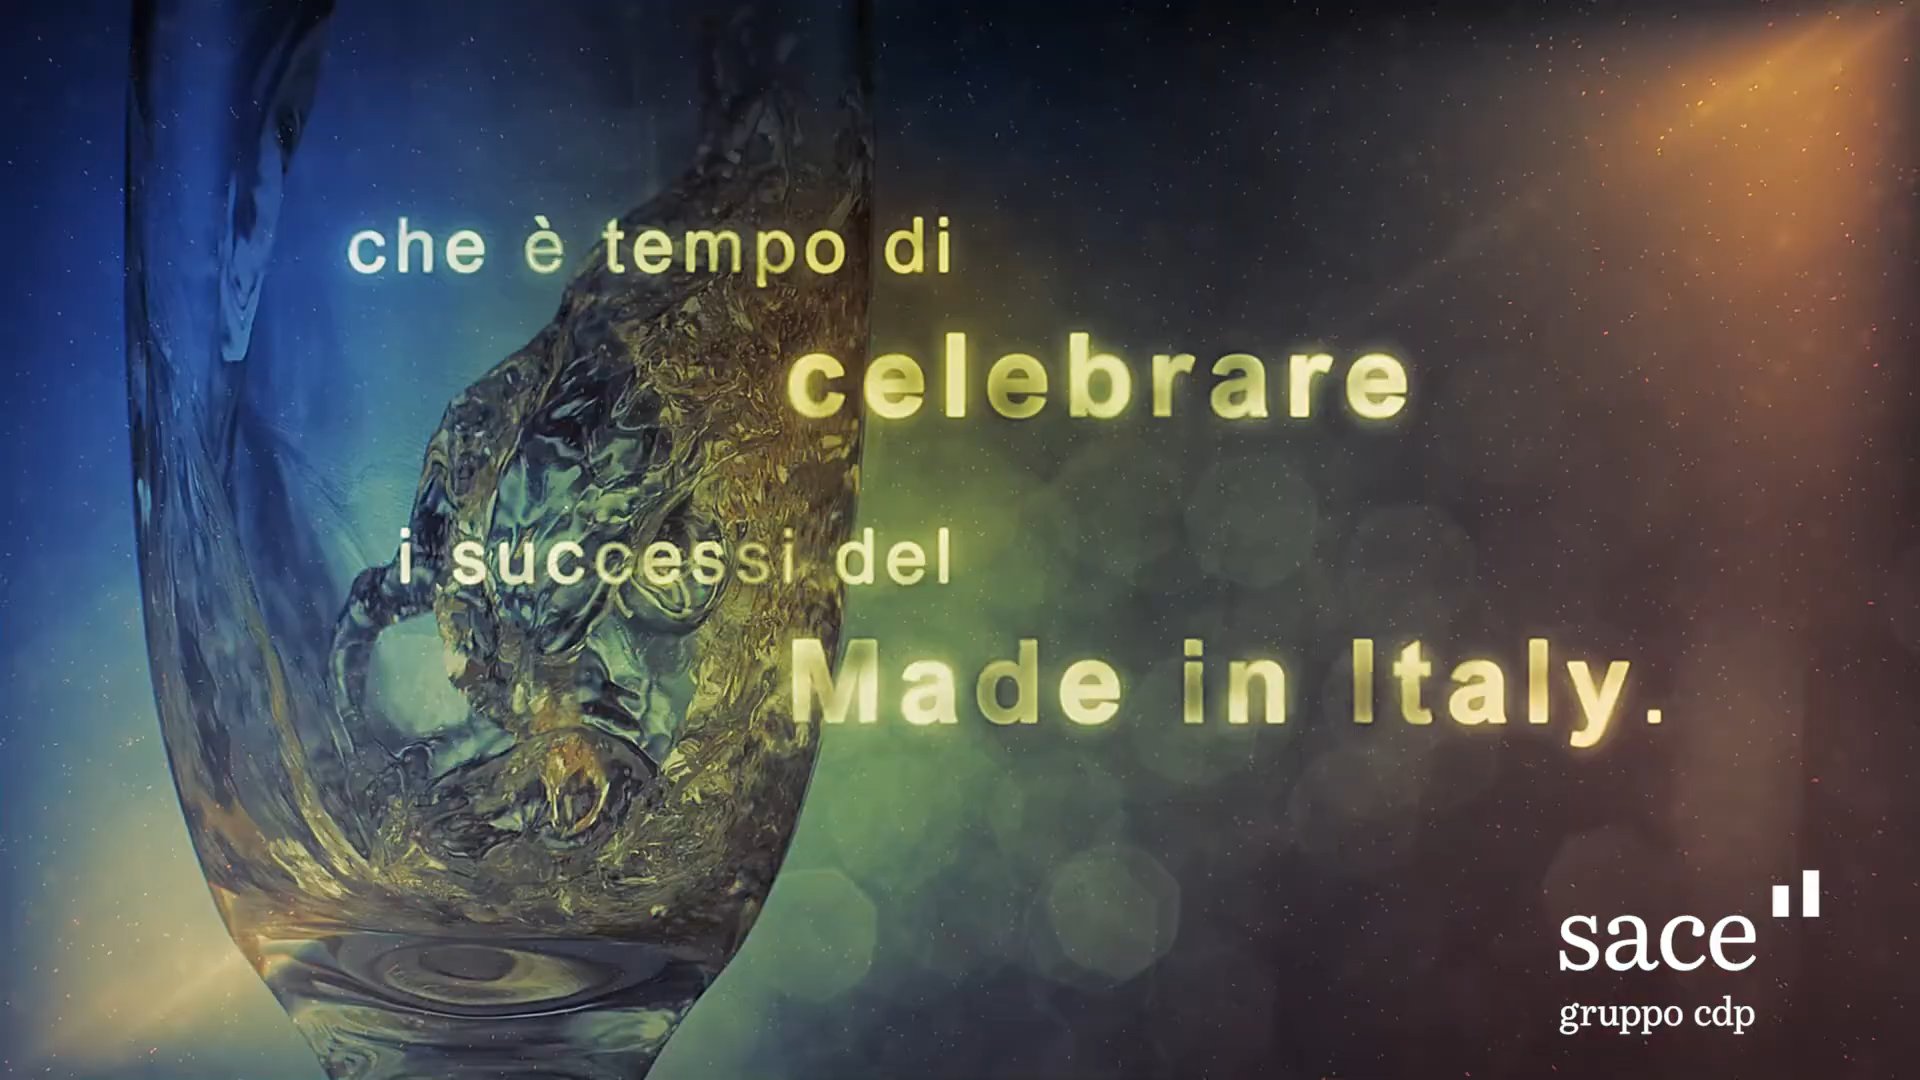 che è tempo di
celebrare
i successi del
Made in Italy.
sace
gruppo cdp